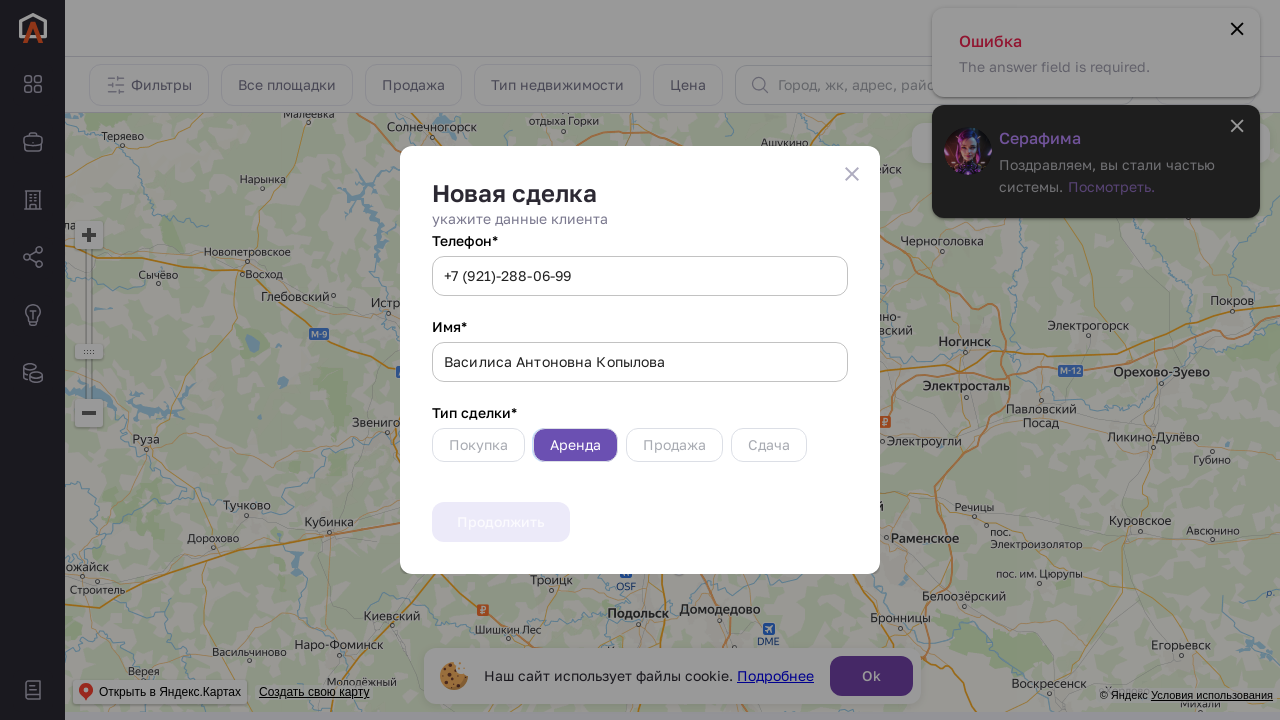 Ошибка
The answer field is required.
Фильтры
Все площадки
Продажа
Тип недвижимости
Цена
Город, жк, адрес,
Серафима
Поздравляем, вы стали частью
системы. Посмотреть.
Новая сделка
укажите данные клиента
Телефон*
+7 (921)-288-06-99
Имя*
Василиса Антоновна Копылова
Тип сделки*
Покупка
Аренда
Продажа
Сдача
Продолжить
Малеевка
Теряево
Солнечногорск
отдыха Горки
Ашукино
Нарынка
Новопетровское
Сычёво
Восход
Глебовский
М-9
Черноголовка
Покров
Электрогорск
Ногинск
М-12
Орехово-Зуево
Электросталь
Павловский
Посад
Руза
Электроугли
Ликино-Дулёво
Губино
Тучково
Кубинка
Дорохово
Речицы
Куровское
Авсюнино
пос.
Электроизолятор
Раменское
пос. им. Цюрупы
Строитель
Троицк
OSF
Белоозёрский
Киевский
Подольск
Домодедово
Бронницы
Шишкин Лес
DME
Наро-Фоминск
Егорьевск
Васильчиново
Верея
Молодёжный
Воскресенск
Наш сайт использует файлы cookie. Подробнее
Ok
Открыть в Яндекс.Картах
Создать свою карту
© Яндекс Условия использования